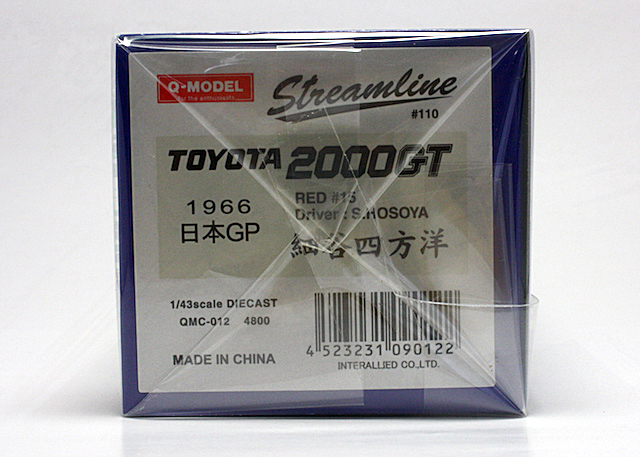 Q-MODEL
for the enthusiasts
Streamline
#110
TOYOTA 2000GT
1966
日本GP
RED #15
Driver : S.HOSOYA
細谷四方洋
1/43scale DIECAST
QMC-012 4800
MADE IN CHINA
4 523231 090122
INTERALLIED CO.,LTD.